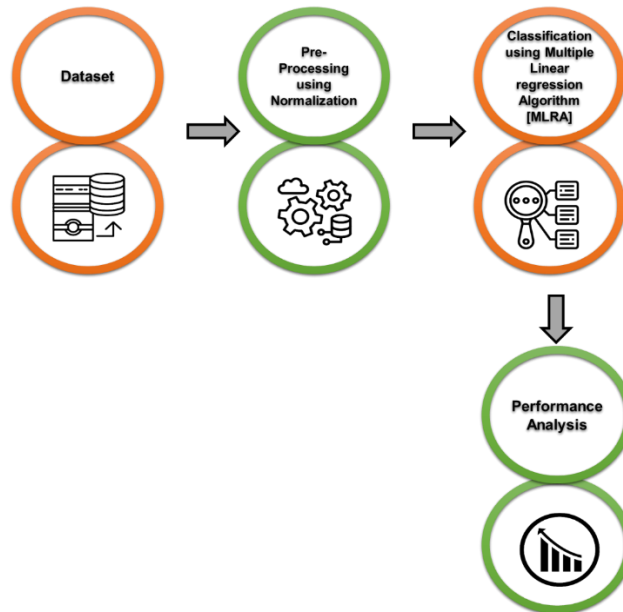 Dataset
Pre-
Processing
using
Normalization
Classification
using Multiple
Linear
regression
Algorithm
[MLRA]
Performance
Analysis